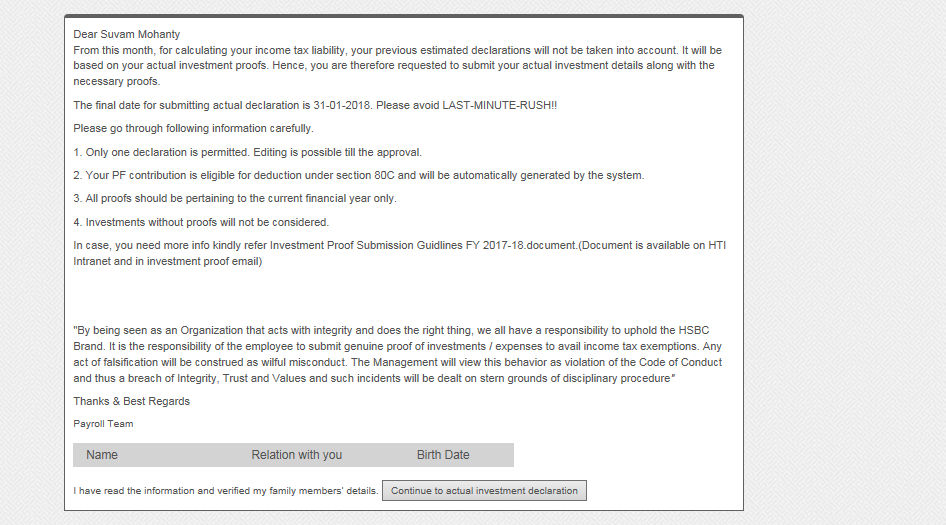 Dear Suvam Mohanty
From this month, for calculating your income tax liability, your previous estimated declarations will not be taken into account. It will be
based on your actual investment proofs. Hence, you are therefore requested to submit your actual investment details along with the
necessary proofs.
The final date for submitting actual declaration is 31-01-2018. Please avoid LAST-MINUTE-RUSH!!
Please go through following information carefully.
1. Only one declaration is permitted. Editing is possible till the approval.
2. Your PF contribution is eligible for deduction under section 80C and will be automatically generated by the system.
3. All proofs should be pertaining to the current financial year only.
4. Investments without proofs will not be considered.
In case, you need more info kindly refer Investment Proof Submission Guidlines FY 2017-18.document.(Document is available on HTI
Intranet and in investment proof email)
"By being seen as an Organization that acts with integrity and does the right thing, we all have a responsibility to uphold the HSBC
Brand. It is the responsibility of the employee to submit genuine proof of investments / expenses to avail income tax exemptions. Any
act of falsification will be construed as wilful misconduct. The Management will view this behavior as violation of the Code of Conduct
and thus a breach of Integrity, Trust and Values and such incidents will be dealt on stern grounds of disciplinary procedure"
Thanks & Best Regards
Payroll Team
Name Relation with you Birth Date
I have read the information and verified my family members' details. Continue to actual investment declaration